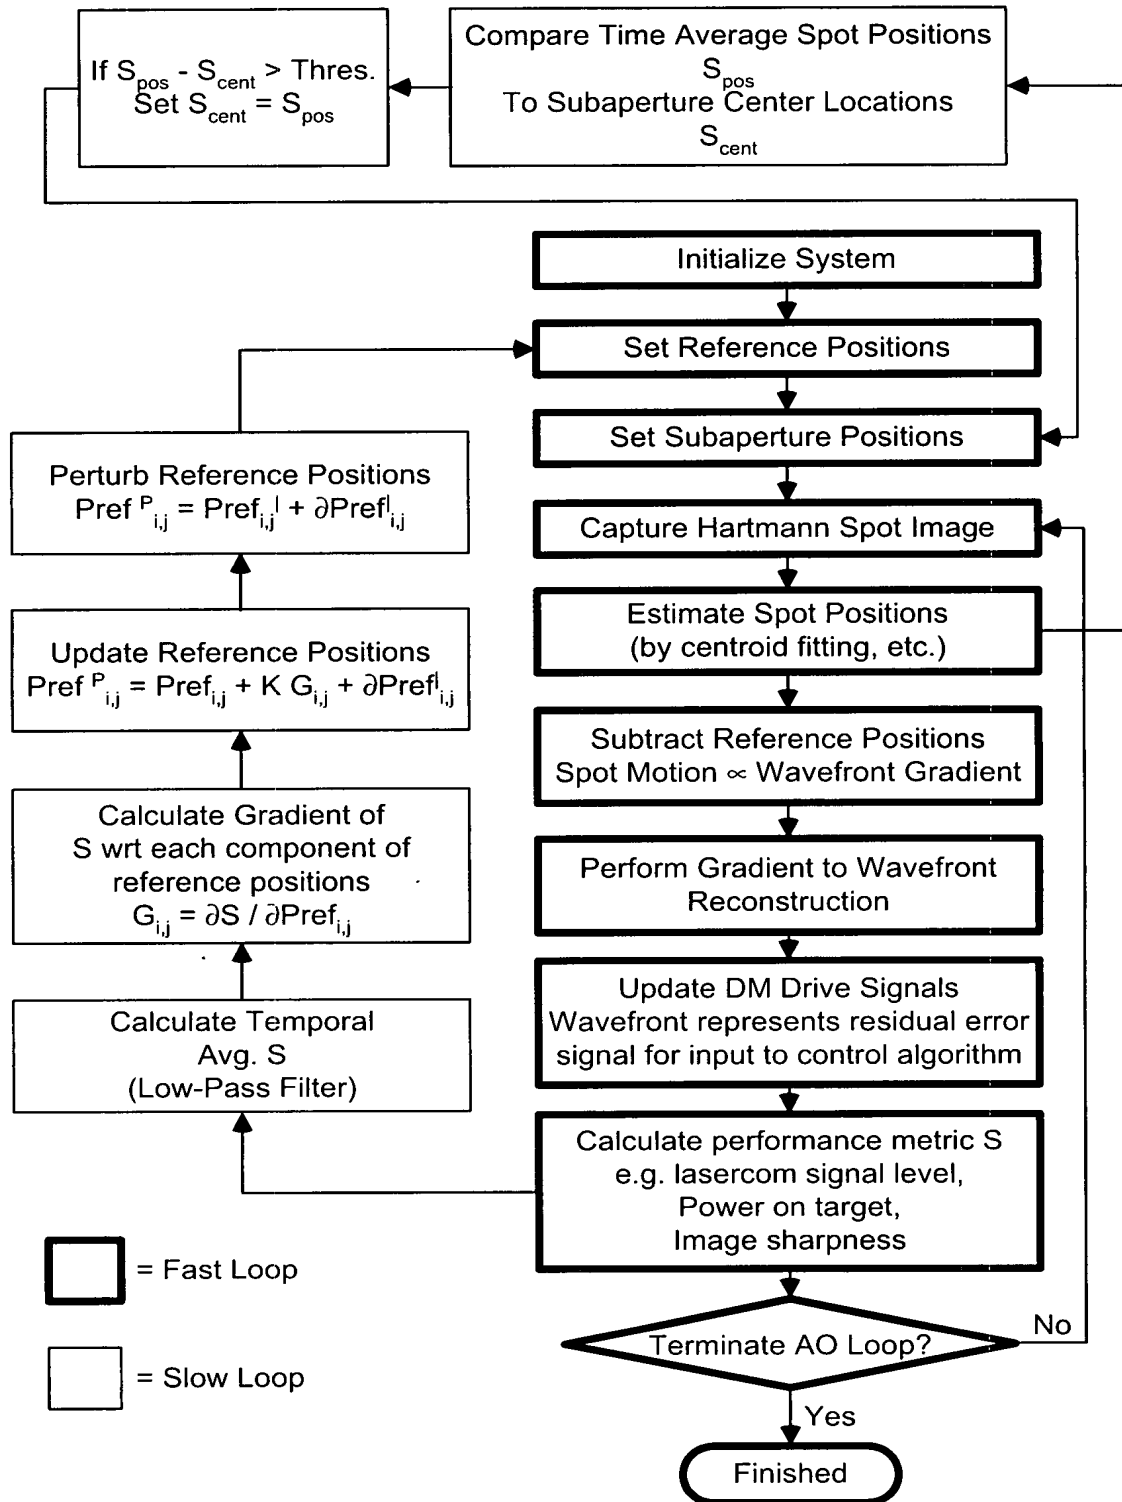 If S_pos - S_cent > Thres.
Set S_cent = S_pos
Compare Time Average Spot Positions
S_pos
To Subaperture Center Locations
S_cent
Initialize System
Set Reference Positions
Set Subaperture Positions
Capture Hartmann Spot Image
Estimate Spot Positions
(by centroid fitting, etc.)
Subtract Reference Positions
Spot Motion ∝ Wavefront Gradient
Perform Gradient to Wavefront
Reconstruction
Update DM Drive Signals
Wavefront represents residual error
signal for input to control algorithm
Calculate performance metric S
e.g. lasercom signal level,
Power on target,
Image sharpness
Terminate AO Loop?
No
Yes
Finished
Perturb Reference Positions
Pref^P_i,j = Pref_i,j^I + ∂Pref^I_i,j
Update Reference Positions
Pref^P_i,j = Pref_i,j + K G_i,j + ∂Pref^I_i,j
Calculate Gradient of
S wrt each component of
reference positions
G_i,j = ∂S / ∂Pref_i,j
Calculate Temporal
Avg. S
(Low-Pass Filter)
= Fast Loop
= Slow Loop